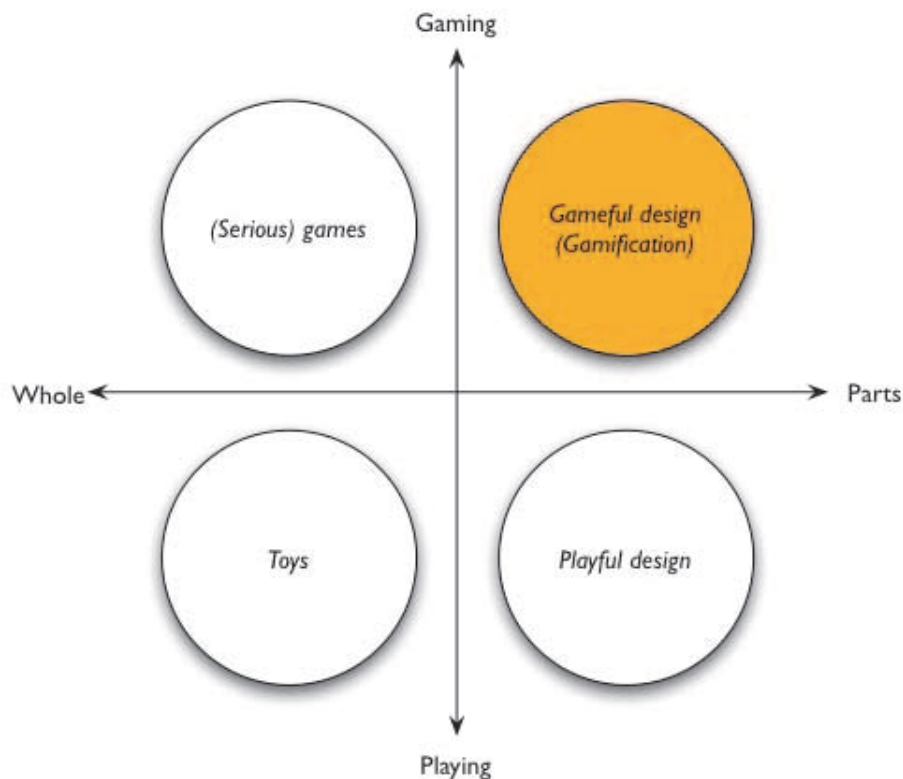 Gaming
(Serious) games
Gameful design
(Gamification)
Whole
Parts
Toys
Playful design
Playing